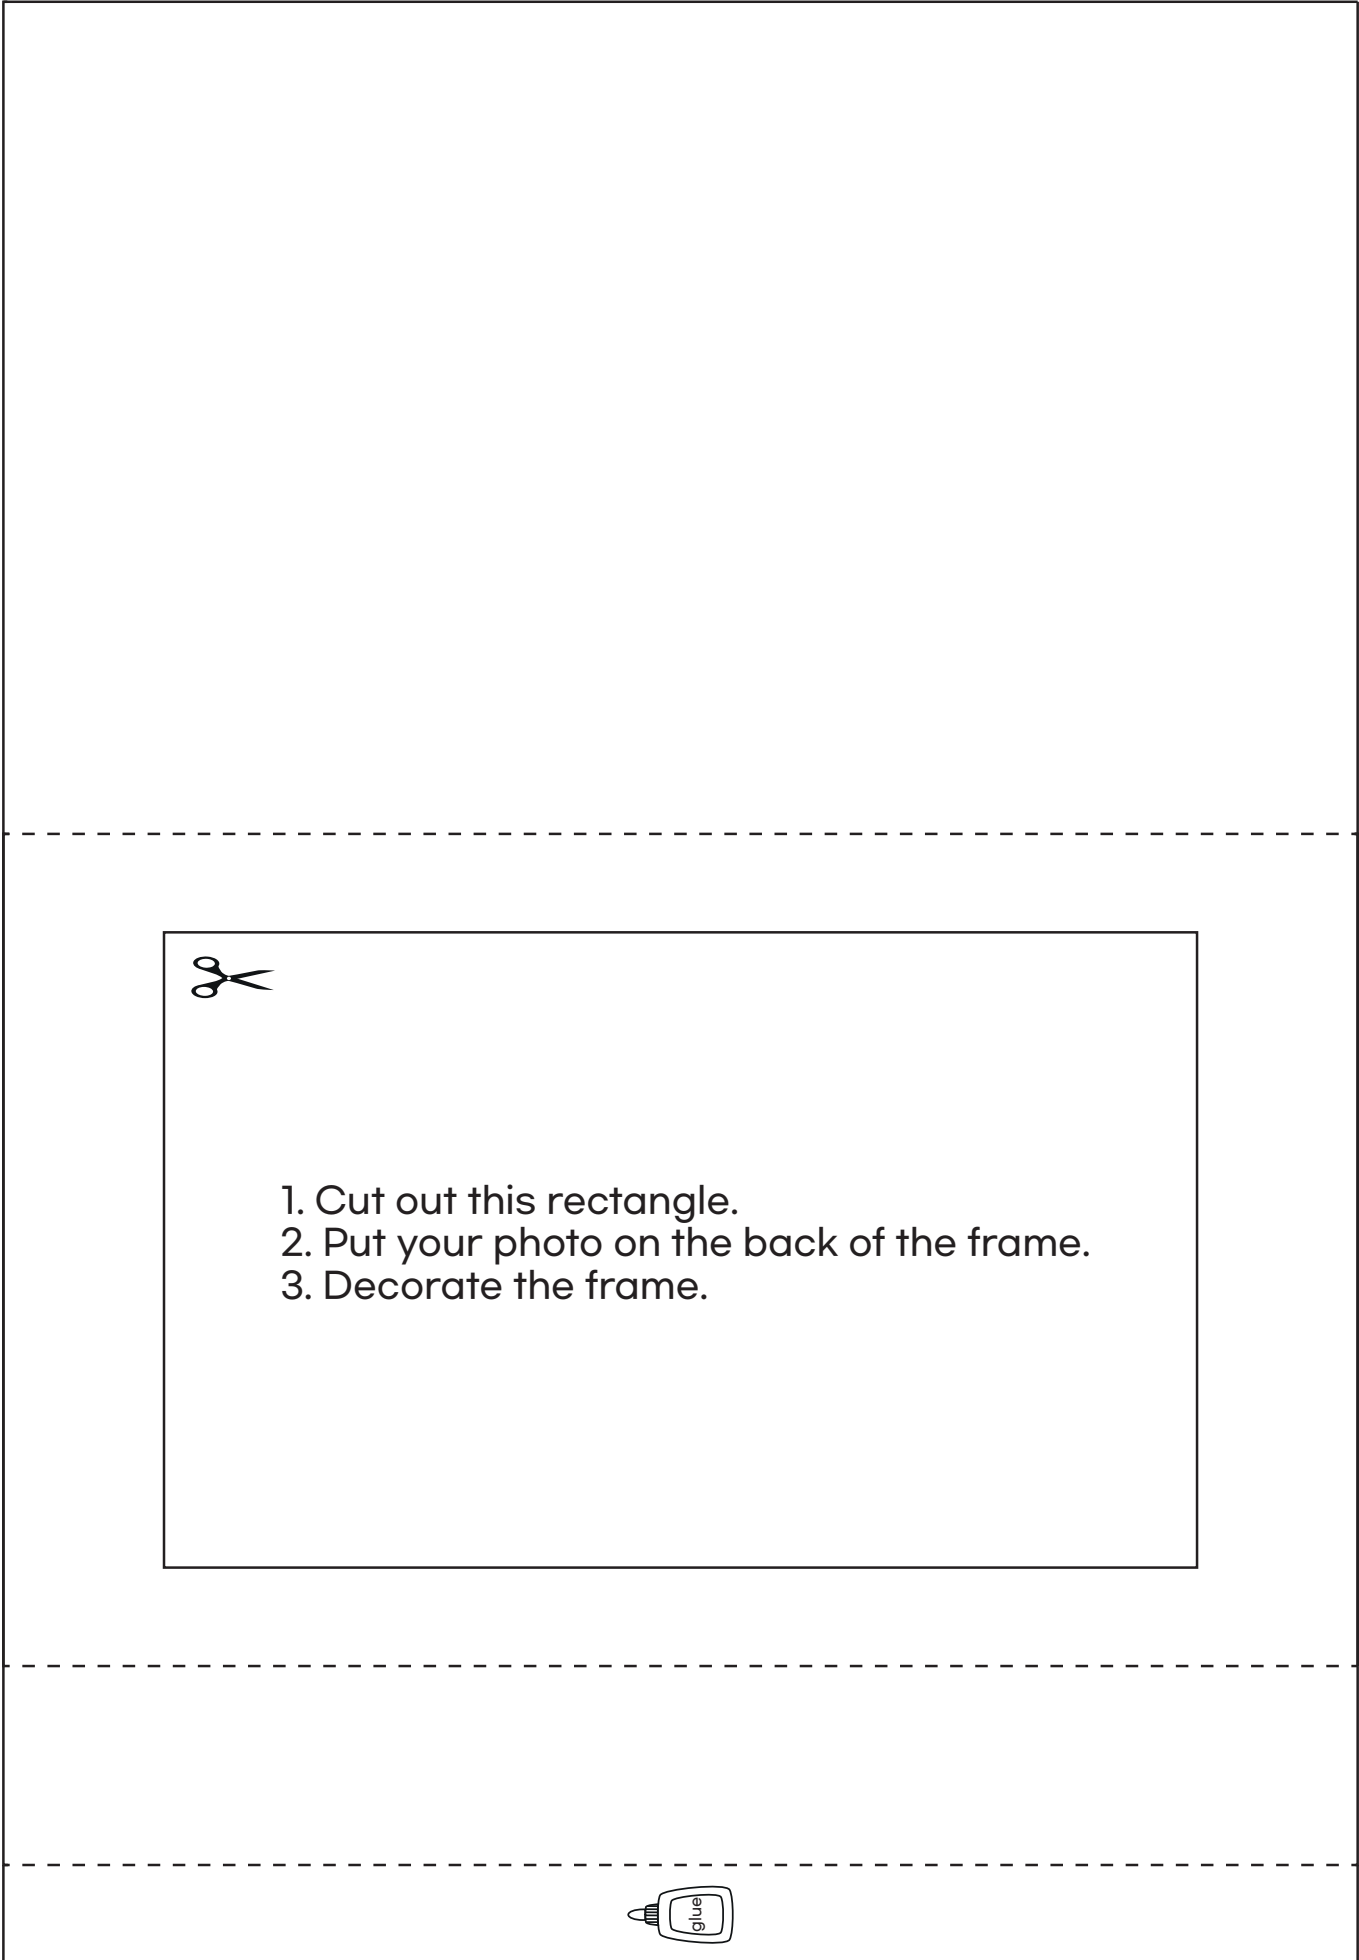 1. Cut out this rectangle.
2. Put your photo on the back of the frame.
3. Decorate the frame.
glue